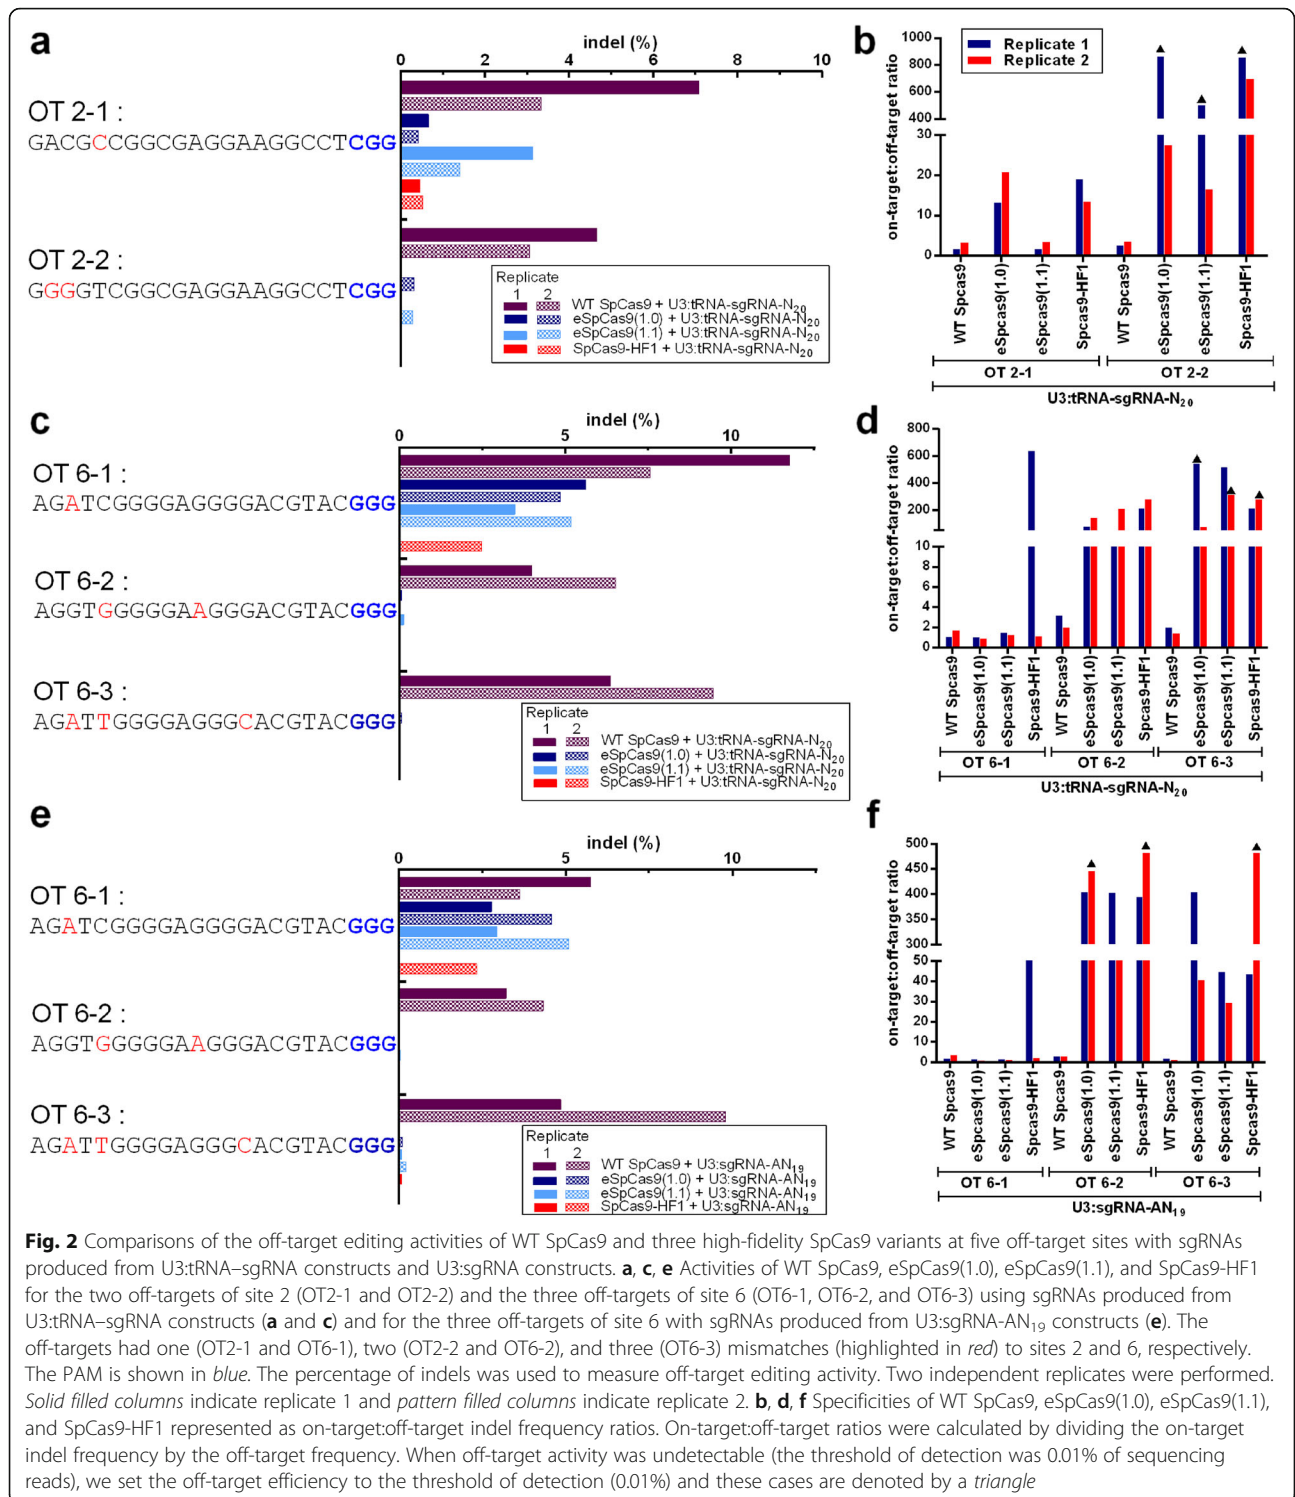 a
indel (%)
0 2 4 6 8 10
OT 2-1 :
GACGCCGGCGAGGAAGGCCTCGG
OT 2-2 :
GGGGTCGGCGAGGAAGGCCTCGG
Replicate
1 2
WT SpCas9 + U3:tRNA-sgRNA-N20
eSpCas9(1.0) + U3:tRNA-sgRNA-N20
eSpCas9(1.1) + U3:tRNA-sgRNA-N20
SpCas9-HF1 + U3:tRNA-sgRNA-N20
b
Replicate 1
Replicate 2
on-target:off-target ratio
1000
800
600
400
30
20
10
0
WT Spcas9
eSpcas9(1.0)
eSpcas9(1.1)
Spcas9-HF1
WT Spcas9
eSpcas9(1.0)
eSpcas9(1.1)
Spcas9-HF1
OT 2-1 OT 2-2
U3:tRNA-sgRNA-N20
c
indel (%)
0 5 10
OT 6-1 :
AGATCGGGGAGGGGACGTACGGG
OT 6-2 :
AGGTGGGGGAAGGGACGTACGGG
OT 6-3 :
AGATTGGGGAGGGCACGTACGGG
Replicate
1 2
WT SpCas9 + U3:tRNA-sgRNA-N20
eSpCas9(1.0) + U3:tRNA-sgRNA-N20
eSpCas9(1.1) + U3:tRNA-sgRNA-N20
SpCas9-HF1 + U3:tRNA-sgRNA-N20
d
on-target:off-target ratio
800
600
400
200
10
8
6
4
2
0
WT Spcas9
eSpcas9(1.0)
eSpcas9(1.1)
Spcas9-HF1
WT Spcas9
eSpcas9(1.0)
eSpcas9(1.1)
Spcas9-HF1
WT Spcas9
eSpcas9(1.0)
eSpcas9(1.1)
Spcas9-HF1
OT 6-1 OT 6-2 OT 6-3
U3:tRNA-sgRNA-N20
e
indel (%)
0 5 10
OT 6-1 :
AGATCGGGGAGGGGACGTACGGG
OT 6-2 :
AGGTGGGGGAAGGGACGTACGGG
OT 6-3 :
AGATTGGGGAGGGCACGTACGGG
Replicate
1 2
WT SpCas9 + U3:sgRNA-AN19
eSpCas9(1.0) + U3:sgRNA-AN19
eSpCas9(1.1) + U3:sgRNA-AN19
SpCas9-HF1 + U3:sgRNA-AN19
f
on-target:off-target ratio
500
450
400
350
300
50
40
30
20
10
0
WT Spcas9
eSpcas9(1.0)
eSpcas9(1.1)
Spcas9-HF1
WT Spcas9
eSpcas9(1.0)
eSpcas9(1.1)
Spcas9-HF1
WT Spcas9
eSpcas9(1.0)
eSpcas9(1.1)
Spcas9-HF1
OT 6-1 OT 6-2 OT 6-3
U3:sgRNA-AN19
Fig. 2 Comparisons of the off-target editing activities of WT SpCas9 and three high-fidelity SpCas9 variants at five off-target sites with sgRNAs
produced from U3:tRNA–sgRNA constructs and U3:sgRNA constructs. a, c, e Activities of WT SpCas9, eSpCas9(1.0), eSpCas9(1.1), and SpCas9-HF1
for the two off-targets of site 2 (OT2-1 and OT2-2) and the three off-targets of site 6 (OT6-1, OT6-2, and OT6-3) using sgRNAs produced from
U3:tRNA–sgRNA constructs (a and c) and for the three off-targets of site 6 with sgRNAs produced from U3:sgRNA-AN19 constructs (e). The
off-targets had one (OT2-1 and OT6-1), two (OT2-2 and OT6-2), and three (OT6-3) mismatches (highlighted in red) to sites 2 and 6, respectively.
The PAM is shown in blue. The percentage of indels was used to measure off-target editing activity. Two independent replicates were performed.
Solid filled columns indicate replicate 1 and pattern filled columns indicate replicate 2. b, d, f Specificities of WT SpCas9, eSpCas9(1.0), eSpCas9(1.1),
and SpCas9-HF1 represented as on-target:off-target indel frequency ratios. On-target:off-target ratios were calculated by dividing the on-target
indel frequency by the off-target frequency. When off-target activity was undetectable (the threshold of detection was 0.01% of sequencing
reads), we set the off-target efficiency to the threshold of detection (0.01%) and these cases are denoted by a triangle